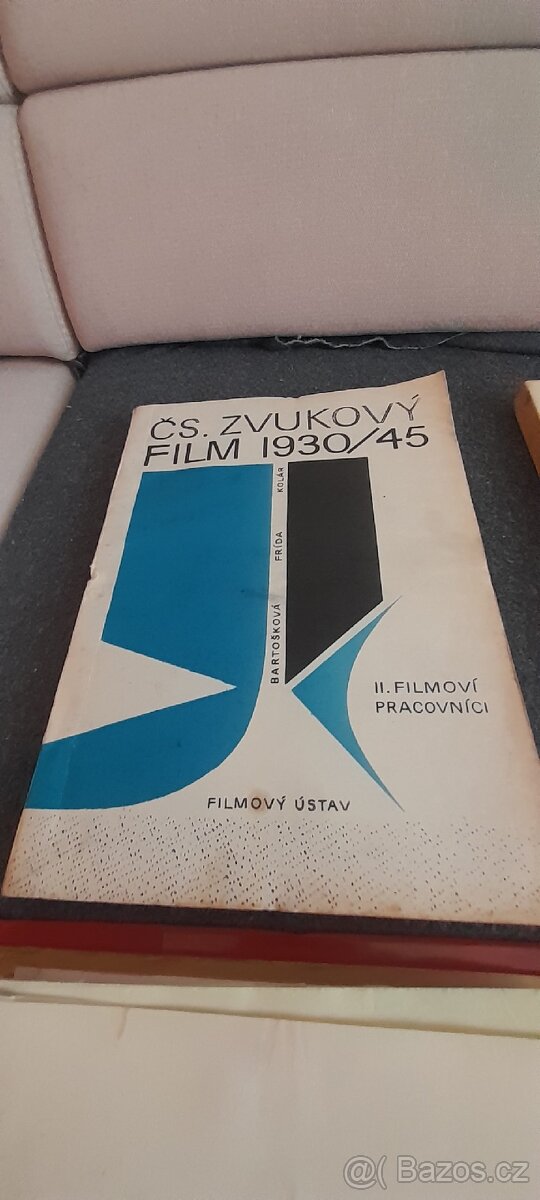 ČS. ZVUKOVÝ
FILM 1930/45
BARTOŠKOVÁ FRÍDA KOLÁR
II. FILMOVÍ
PRACOVNÍCI
FILMOVÝ ÚSTAV
@( Bazos.cz